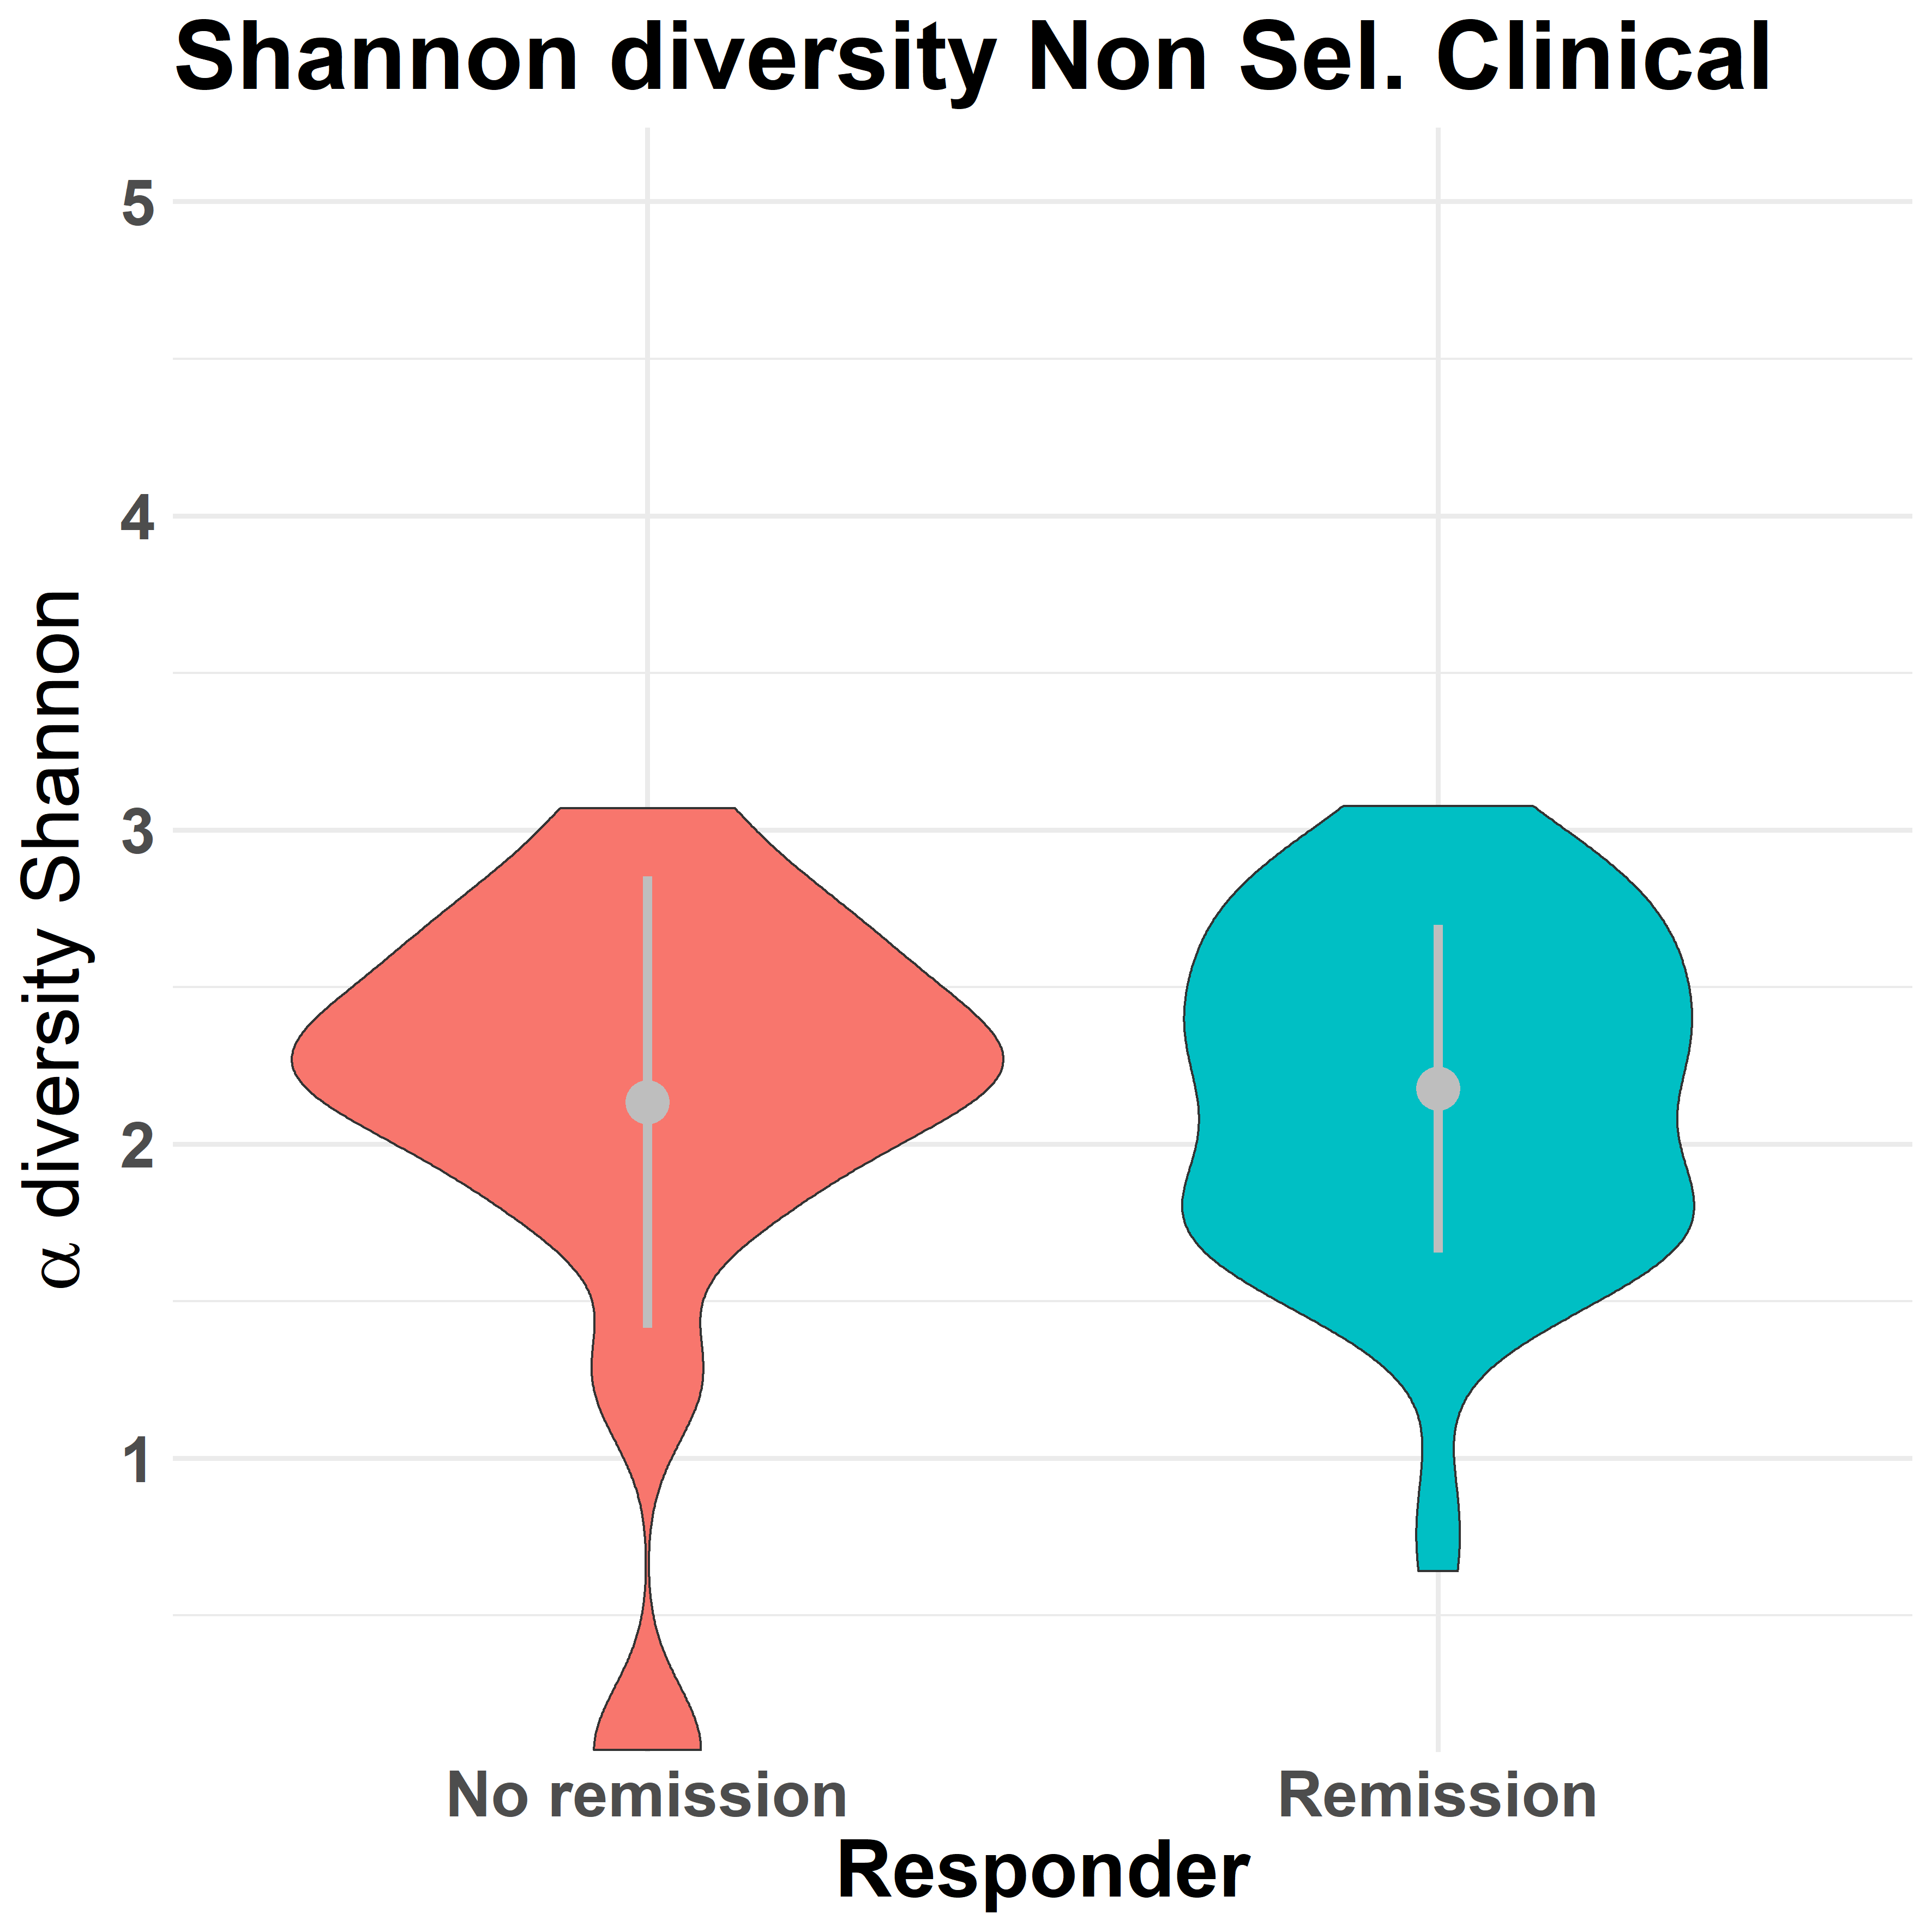 Shannon diversity Non Sel. Clinical
α diversity Shannon
5
4
3
2
1
No remission
Remission
Responder